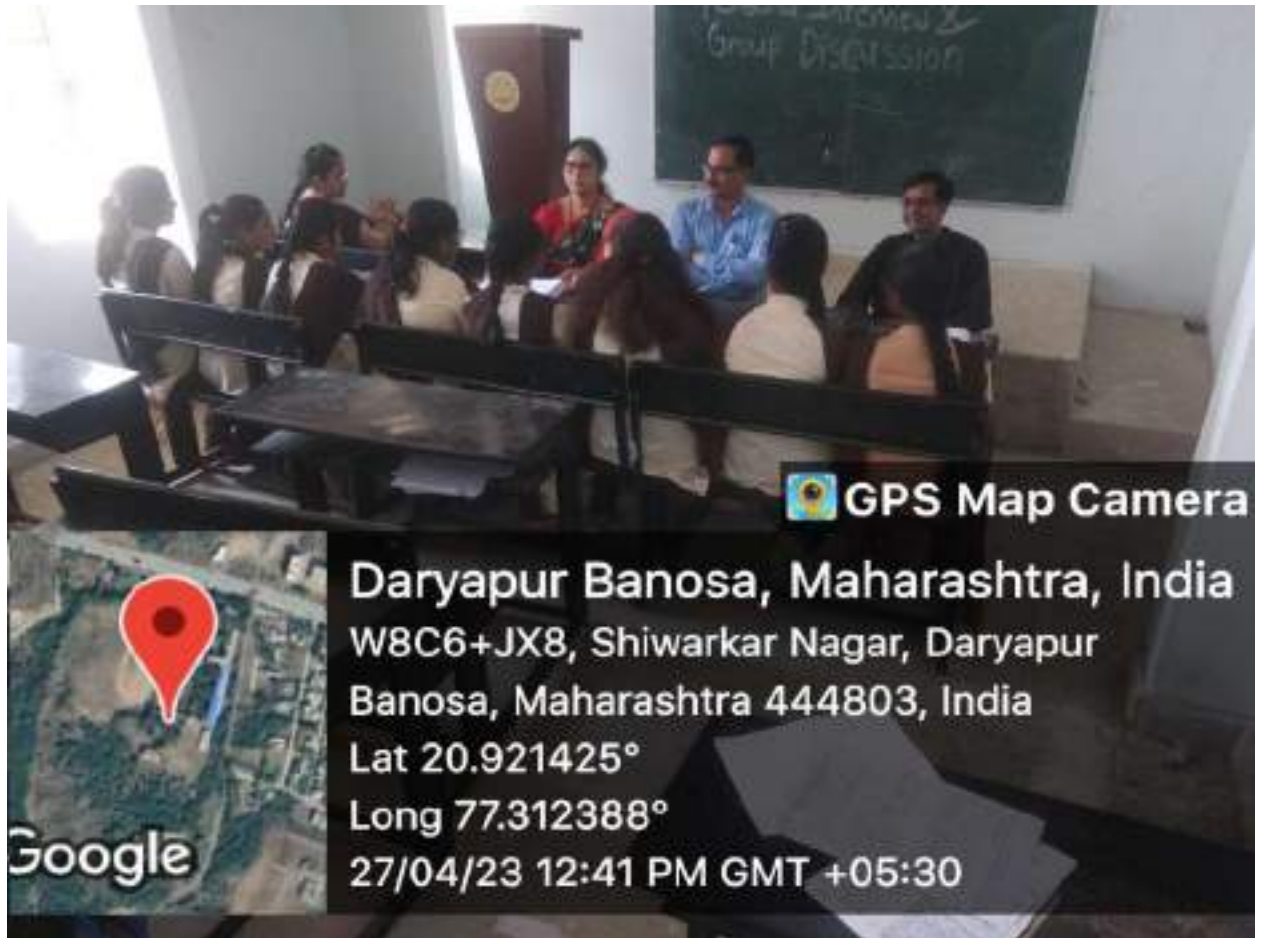 Group Discussion
GPS Map Camera
Daryapur Banosa, Maharashtra, India
W8C6+JX8, Shiwarkar Nagar, Daryapur
Banosa, Maharashtra 444803, India
Lat 20.921425°
Long 77.312388°
27/04/23 12:41 PM GMT +05:30
Google